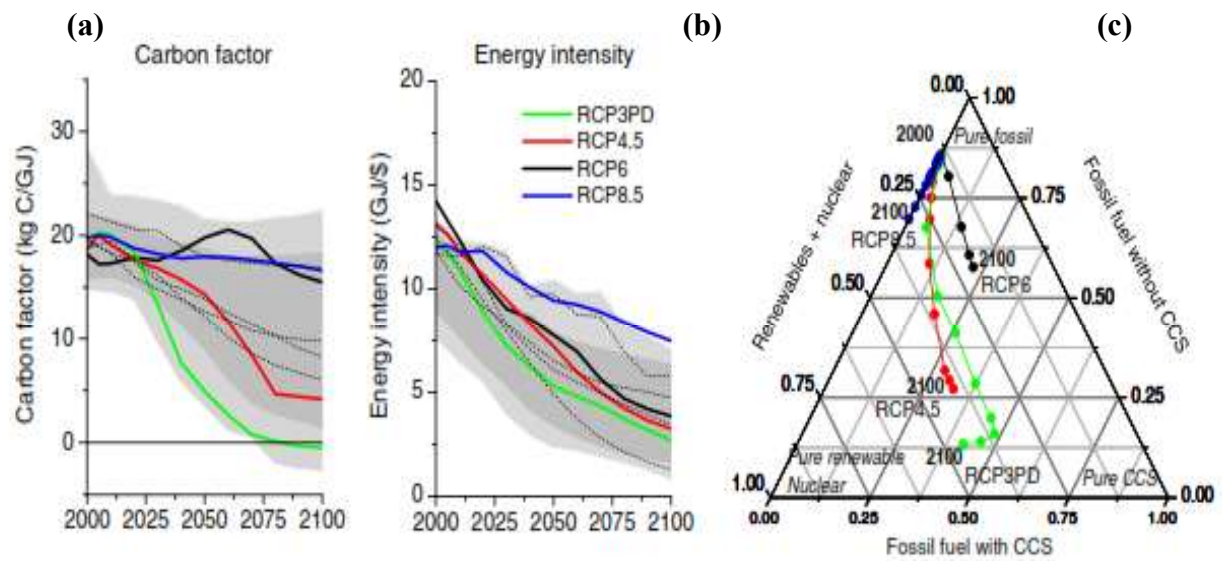 (a)
(b)
(c)
Carbon factor
Carbon factor (kg C/GJ)
30
20
10
0
2000 2025 2050 2075 2100
Energy intensity
Energy intensity (GJ/$)
20
15
10
5
0
2000 2025 2050 2075 2100
RCP3PD
RCP4.5
RCP6
RCP8.5
0.00 1.00
2000 Pure fossil
Renewables + nuclear
Fossil fuel without CCS
0.25 0.75
2100
RCP8.5
2100
RCP6
0.50 0.50
2100
RCP4.5
0.75 0.25
Pure renewable
2100 RCP3PD
Nuclear Pure CCS
1.00 0.00
0.00 0.25 0.50 0.75 1.00
Fossil fuel with CCS